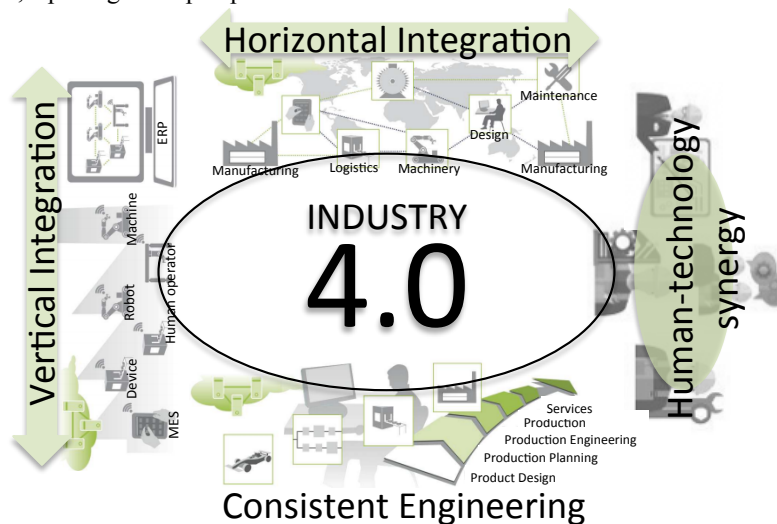 Horizontal Integration
Maintenance
Design
Manufacturing
Logistics
Machinery
Manufacturing
Vertical Integration
ERP
Machine
Human operator
Robot
Device
MES
INDUSTRY
4.0
Human-technology
synergy
Services
Production
Production Engineering
Production Planning
Product Design
Consistent Engineering